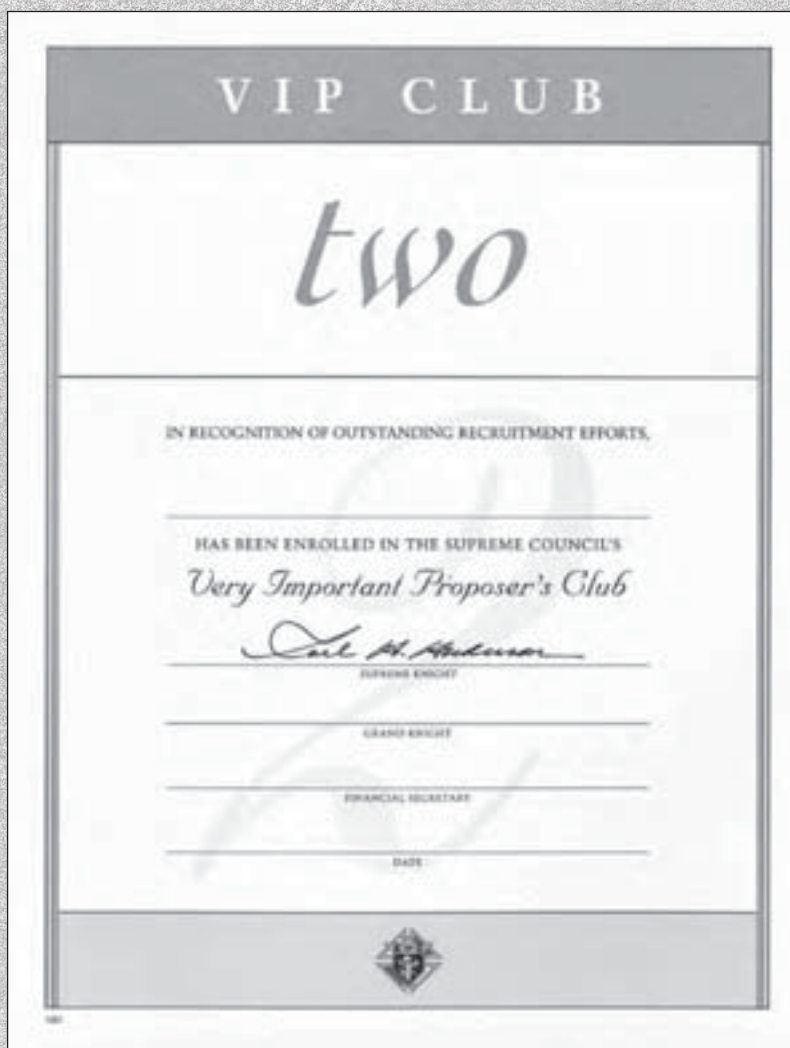 VIP CLUB
two
IN RECOGNITION OF OUTSTANDING RECRUITMENT EFFORTS,
HAS BEEN ENROLLED IN THE SUPREME COUNCIL'S
Very Important Proposer's Club
SUPREME KNIGHT
GRAND KNIGHT
FINANCIAL SECRETARY
DATE